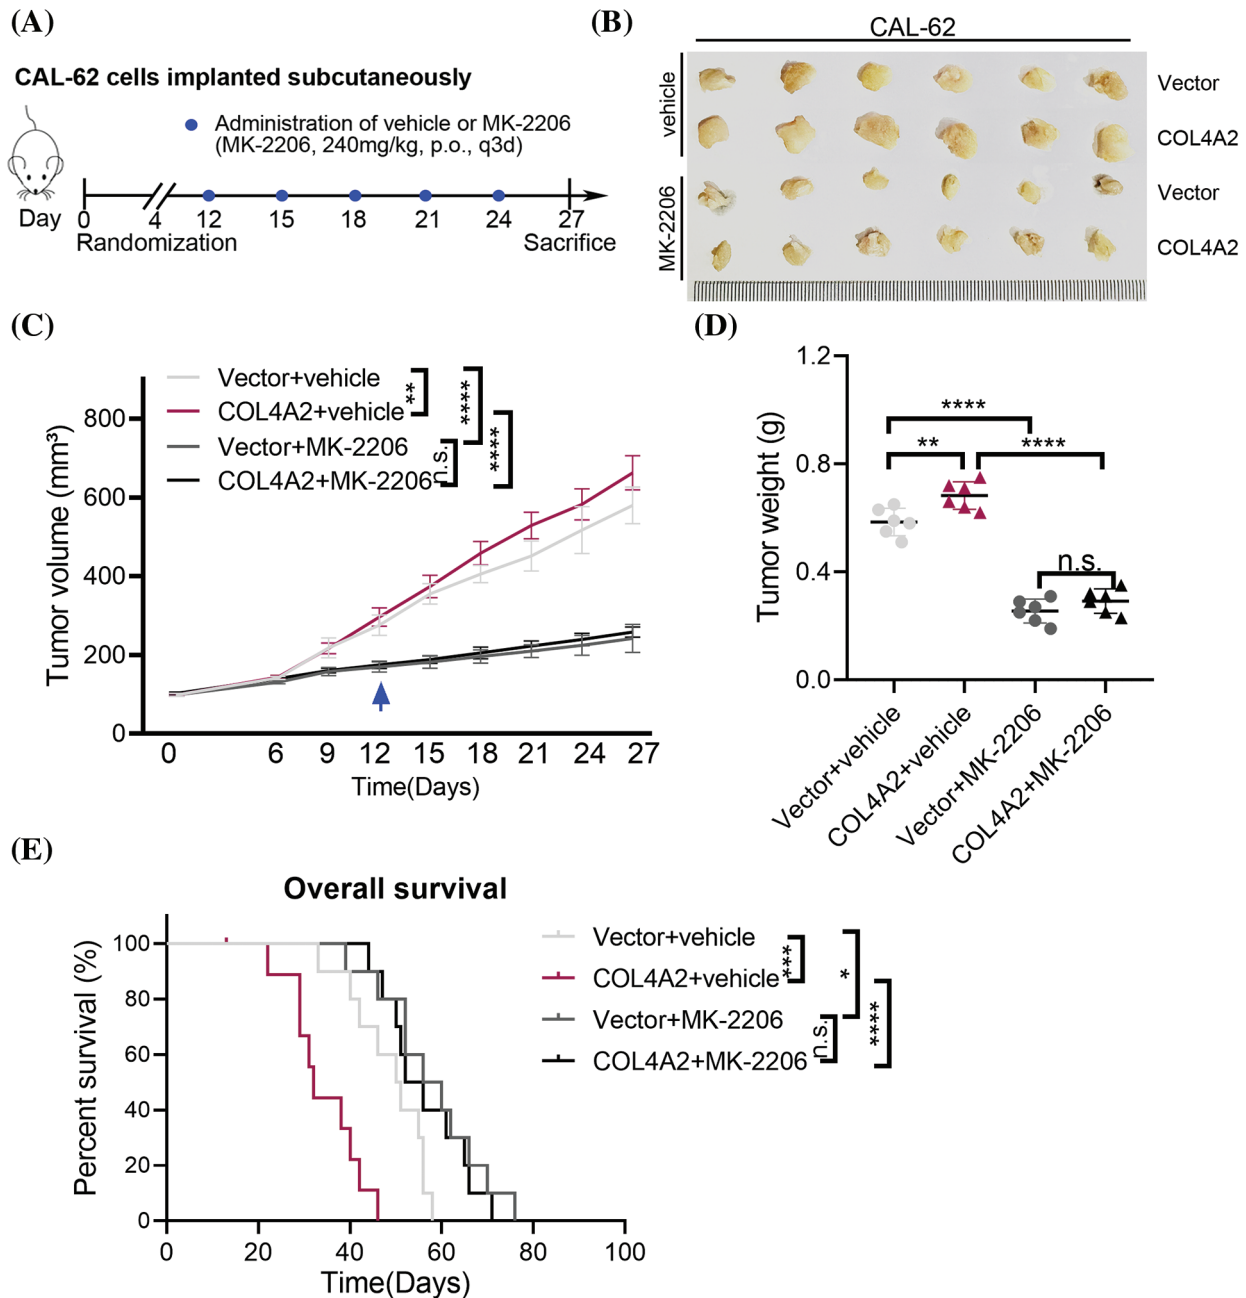 (A)
CAL-62 cells implanted subcutaneously
Administration of vehicle or MK-2206
(MK-2206, 240mg/kg, p.o., q3d)
Day
0 4 12 15 18 21 24 27
Randomization
Sacrifice
(B)
CAL-62
vehicle
MK-2206
Vector
COL4A2
Vector
COL4A2
(C)
Vector+vehicle
COL4A2+vehicle
Vector+MK-2206
COL4A2+MK-2206
**
n.s.
****
****
Tumor volume (mm³)
800
600
400
200
0
0 6 9 12 15 18 21 24 27
Time(Days)
(D)
Tumor weight (g)
1.2
0.8
0.4
0.0
****
**
****
n.s.
Vector+vehicle
COL4A2+vehicle
Vector+MK-2206
COL4A2+MK-2206
(E)
Overall survival
Percent survival (%)
100
80
60
40
20
0
0 20 40 60 80 100
Time(Days)
Vector+vehicle
COL4A2+vehicle
Vector+MK-2206
COL4A2+MK-2206
***
n.s.
*
****